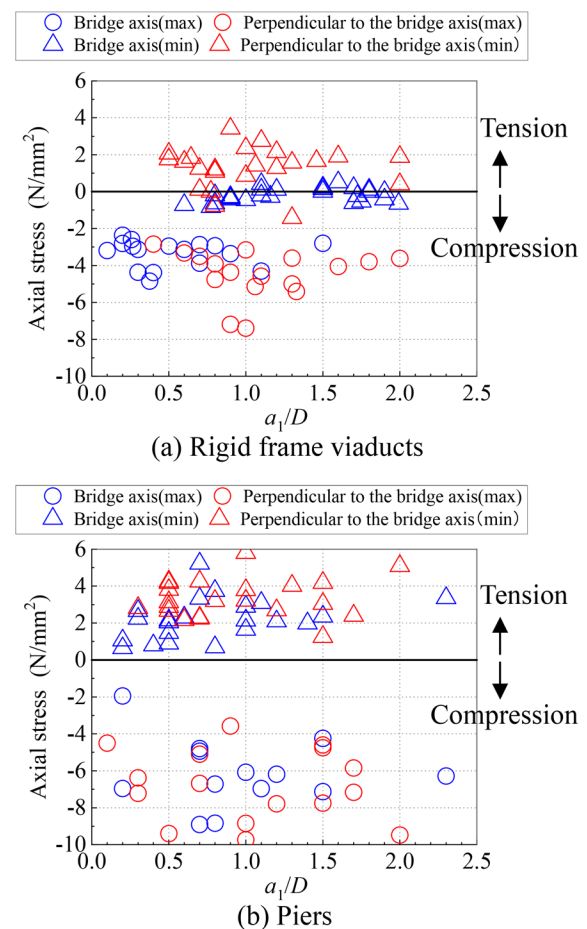 Bridge axis(max) Perpendicular to the bridge axis(max)
Bridge axis(min) Perpendicular to the bridge axis(min)
6
4
2
0
-2
-4
-6
-8
-10
Axial stress (N/mm²)
Tension
Compression
0.0 0.5 1.0 1.5 2.0 2.5
a₁/D
(a) Rigid frame viaducts
Bridge axis(max) Perpendicular to the bridge axis(max)
Bridge axis(min) Perpendicular to the bridge axis(min)
6
4
2
0
-2
-4
-6
-8
-10
Axial stress (N/mm²)
Tension
Compression
0.0 0.5 1.0 1.5 2.0 2.5
a₁/D
(b) Piers